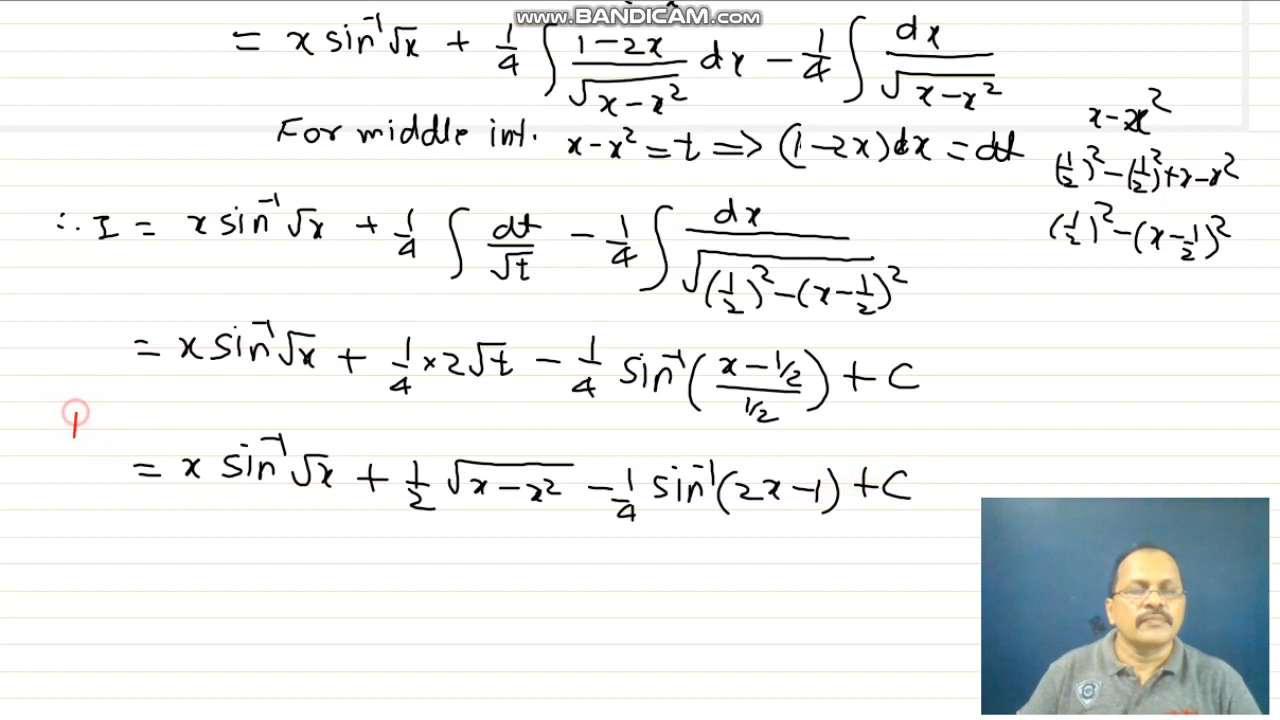 www.BANDICAM.com
= x sin⁻¹ √x + 1/4 ∫ (1-2x)/√(x-x²) dx - 1/4 ∫ dx/√(x-x²)
For middle int. x-x² = t ⇒ (1-2x)dx = dt
x-x²
(1/2)² - (1/2)² + x - x²
(1/2)² - (x - 1/2)²
∴ I = x sin⁻¹ √x + 1/4 ∫ dt/√t - 1/4 ∫ dx/√((1/2)² - (x - 1/2)²)
= x sin⁻¹ √x + 1/4 × 2√t - 1/4 sin⁻¹ ((x - 1/2)/(1/2)) + C
= x sin⁻¹ √x + 1/2 √(x-x²) - 1/4 sin⁻¹ (2x-1) + C